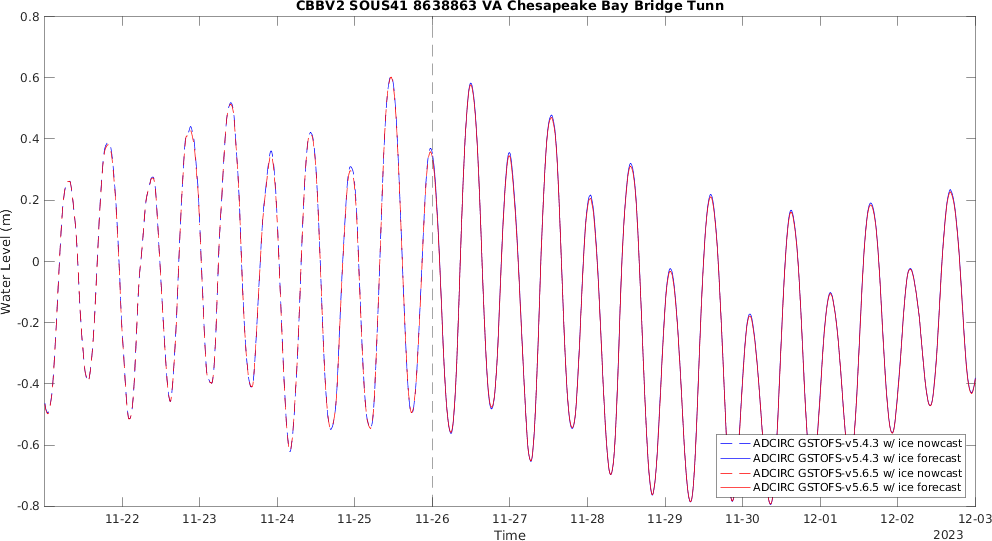 CBBV2 SOUS41 8638863 VA Chesapeake Bay Bridge Tunn
0.8
0.6
0.4
0.2
0
-0.2
-0.4
-0.6
-0.8
Water Level (m)
ADCIRC GSTOFS-v5.4.3 w/ ice nowcast
ADCIRC GSTOFS-v5.4.3 w/ ice forecast
ADCIRC GSTOFS-v5.6.5 w/ ice nowcast
ADCIRC GSTOFS-v5.6.5 w/ ice forecast
11-22 11-23 11-24 11-25 11-26 11-27 11-28 11-29 11-30 12-01 12-02 12-03
Time
2023